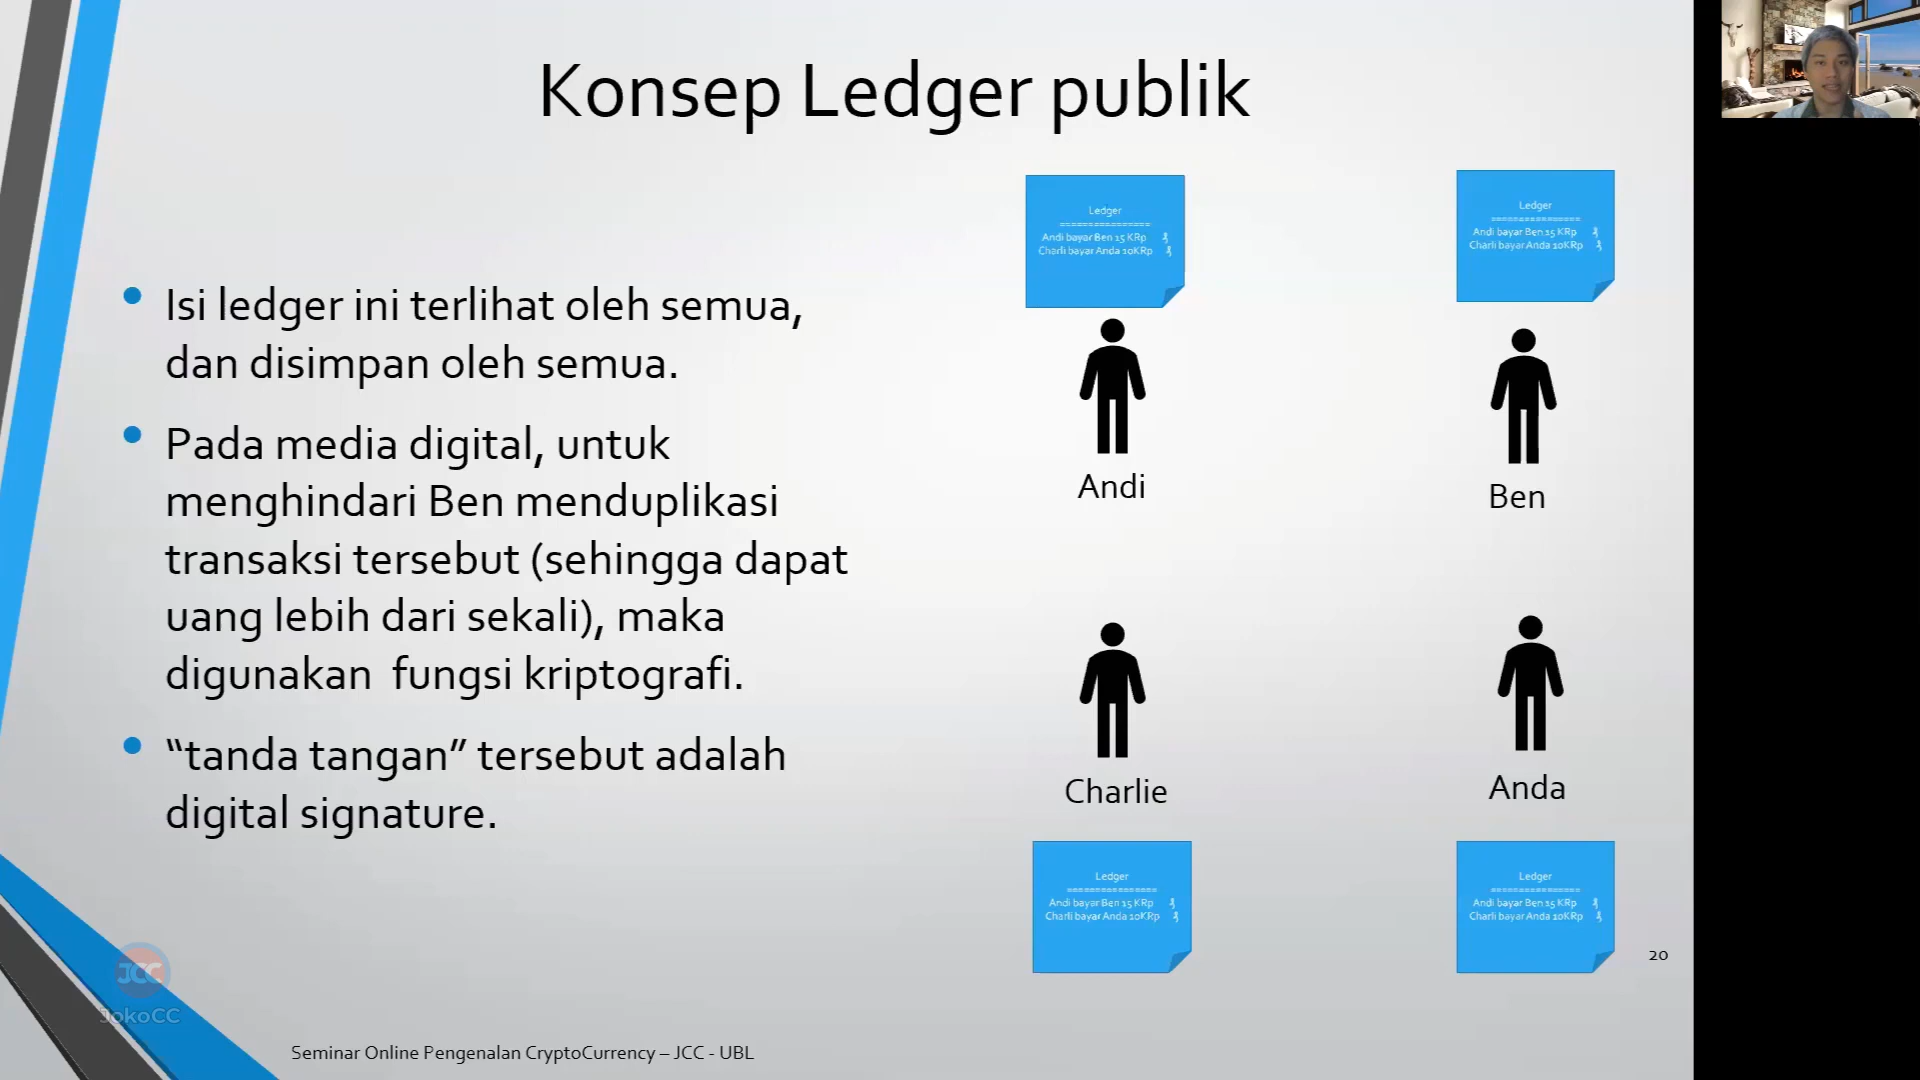 Konsep Ledger publik
Isi ledger ini terlihat oleh semua,
dan disimpan oleh semua.
Pada media digital, untuk
menghindari Ben menduplikasi
transaksi tersebut (sehingga dapat
uang lebih dari sekali), maka
digunakan fungsi kriptografi.
“tanda tangan” tersebut adalah
digital signature.
Ledger
================
Andi bayar Ben 15 KRp
Charli bayar Anda 10KRp
Andi
Ledger
================
Andi bayar Ben 15 KRp
Charli bayar Anda 10KRp
Ben
Charlie
Ledger
================
Andi bayar Ben 15 KRp
Charli bayar Anda 10KRp
Anda
Ledger
================
Andi bayar Ben 15 KRp
Charli bayar Anda 10KRp
20
JCC
JokoCC
Seminar Online Pengenalan CryptoCurrency – JCC - UBL